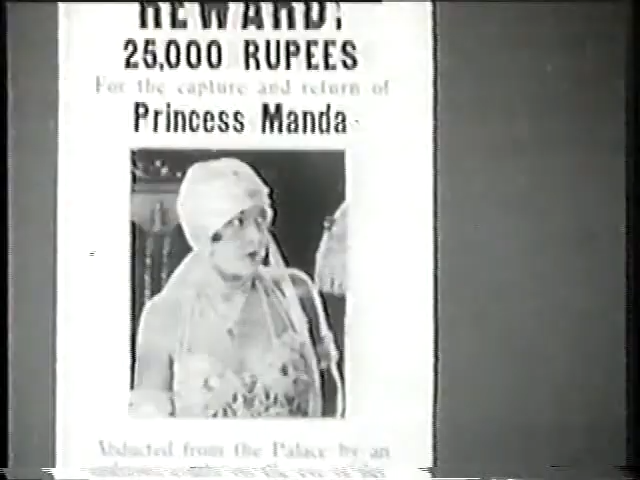 REWARD!
25,000 RUPEES
For the capture and return of
Princess Manda
Abducted from the Palace by an